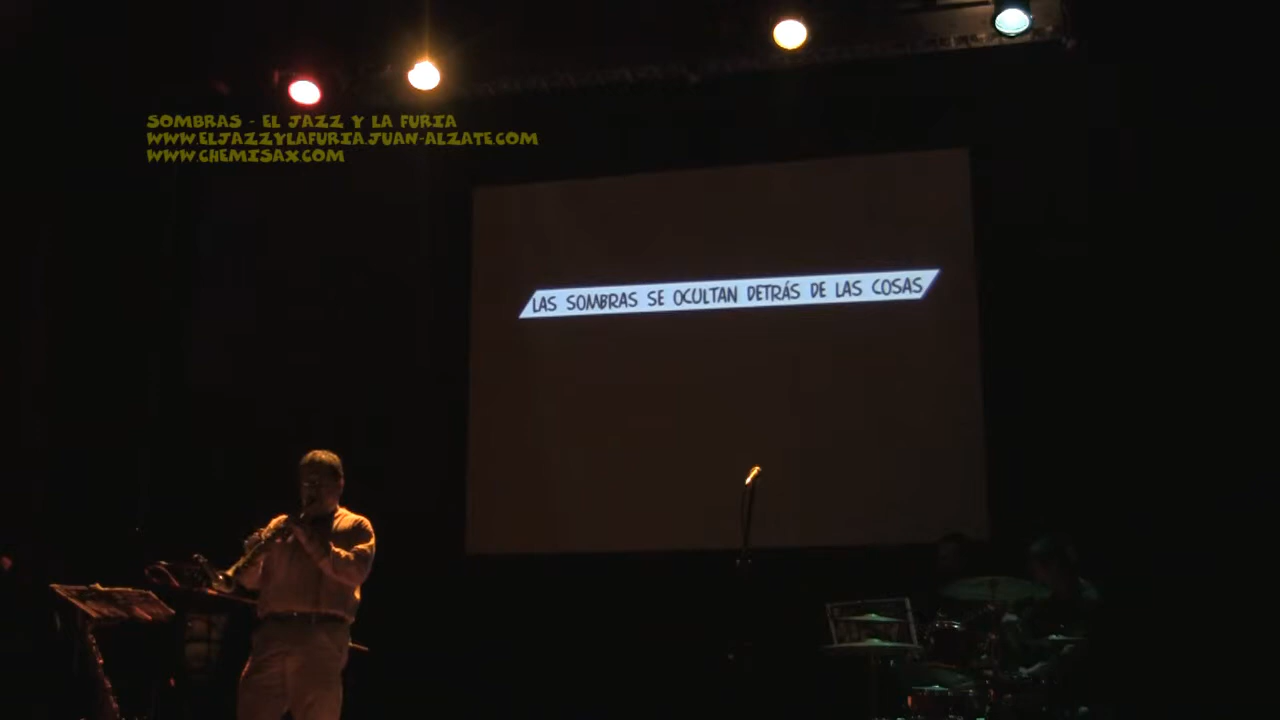 SOMBRAS - EL JAZZ Y LA FURIA
WWW.ELJAZZYLAFURIA.JUAN-ALZATE.COM
WWW.CHEMISAX.COM
LAS SOMBRAS SE OCULTAN DETRÁS DE LAS COSAS